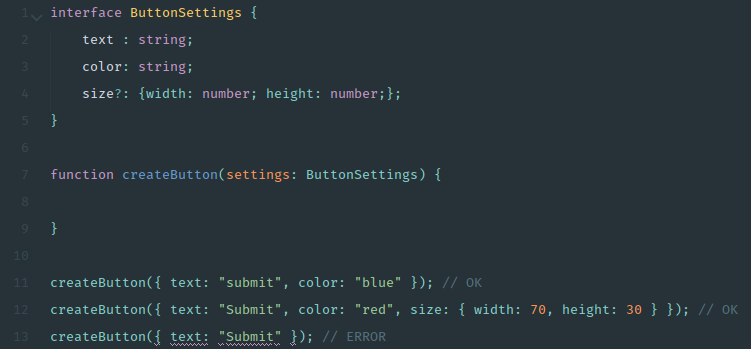 1 interface ButtonSettings {
2     text : string;
3     color: string;
4     size?: {width: number; height: number;};
5 }
6
7 function createButton(settings: ButtonSettings) {
8
9 }
10
11 createButton({ text: "submit", color: "blue" }); // OK
12 createButton({ text: "Submit", color: "red", size: { width: 70, height: 30 } }); // OK
13 createButton({ text: "Submit" }); // ERROR